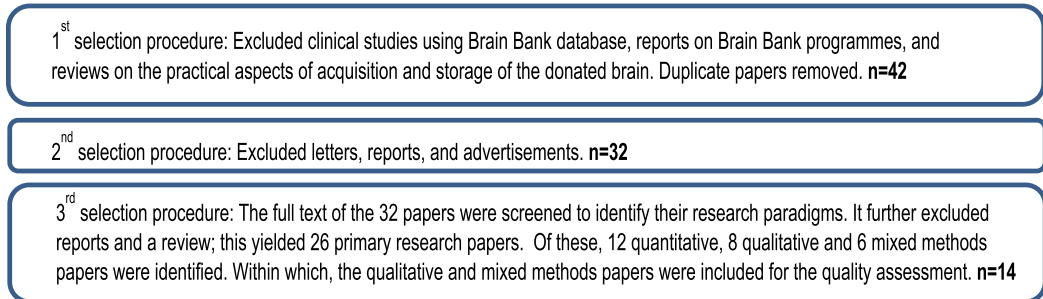 1st selection procedure: Excluded clinical studies using Brain Bank database, reports on Brain Bank programmes, and
reviews on the practical aspects of acquisition and storage of the donated brain. Duplicate papers removed. n=42
2nd selection procedure: Excluded letters, reports, and advertisements. n=32
3rd selection procedure: The full text of the 32 papers were screened to identify their research paradigms. It further excluded
reports and a review; this yielded 26 primary research papers. Of these, 12 quantitative, 8 qualitative and 6 mixed methods
papers were identified. Within which, the qualitative and mixed methods papers were included for the quality assessment. n=14